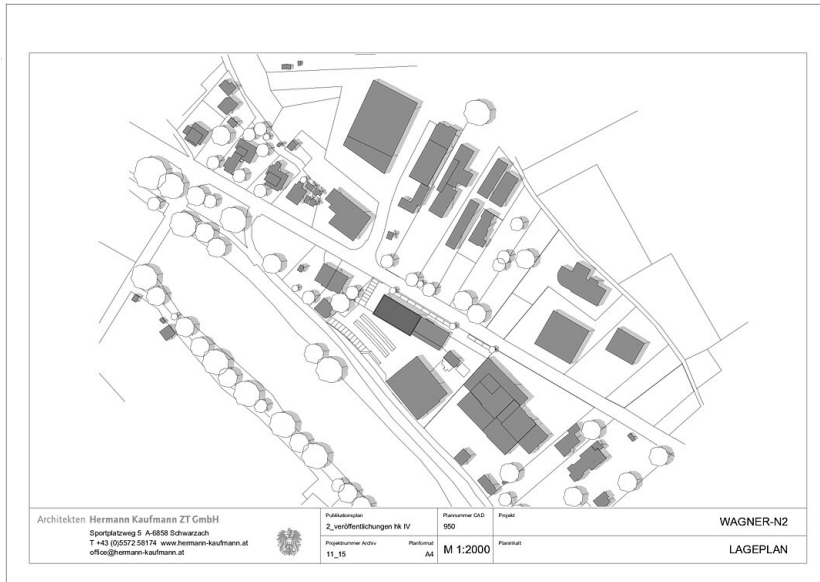 Architekten Hermann Kaufmann ZT GmbH
Sportplatzweg 5 A-6858 Schwarzach
T +43 (0)5572 58174 www.hermann-kaufmann.at
office@hermann-kaufmann.at
Publikationsplan
2_veröffentlichungen hk IV
Projektnummer Archiv Planformat
11_15 A4
Plannummer CAD
950
M 1:2000
Projekt
WAGNER-N2
Planinhalt
LAGEPLAN